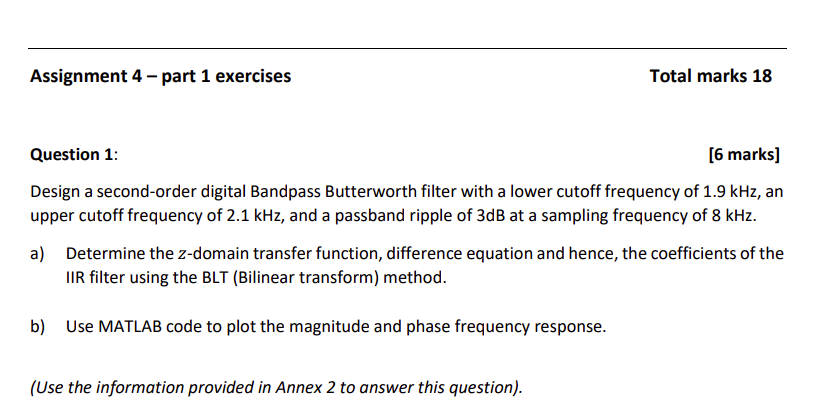 Assignment 4 – part 1 exercises Total marks 18
Question 1: [6 marks]
Design a second-order digital Bandpass Butterworth filter with a lower cutoff frequency of 1.9 kHz, an
upper cutoff frequency of 2.1 kHz, and a passband ripple of 3dB at a sampling frequency of 8 kHz.
a) Determine the z-domain transfer function, difference equation and hence, the coefficients of the
IIR filter using the BLT (Bilinear transform) method.
b) Use MATLAB code to plot the magnitude and phase frequency response.
(Use the information provided in Annex 2 to answer this question).